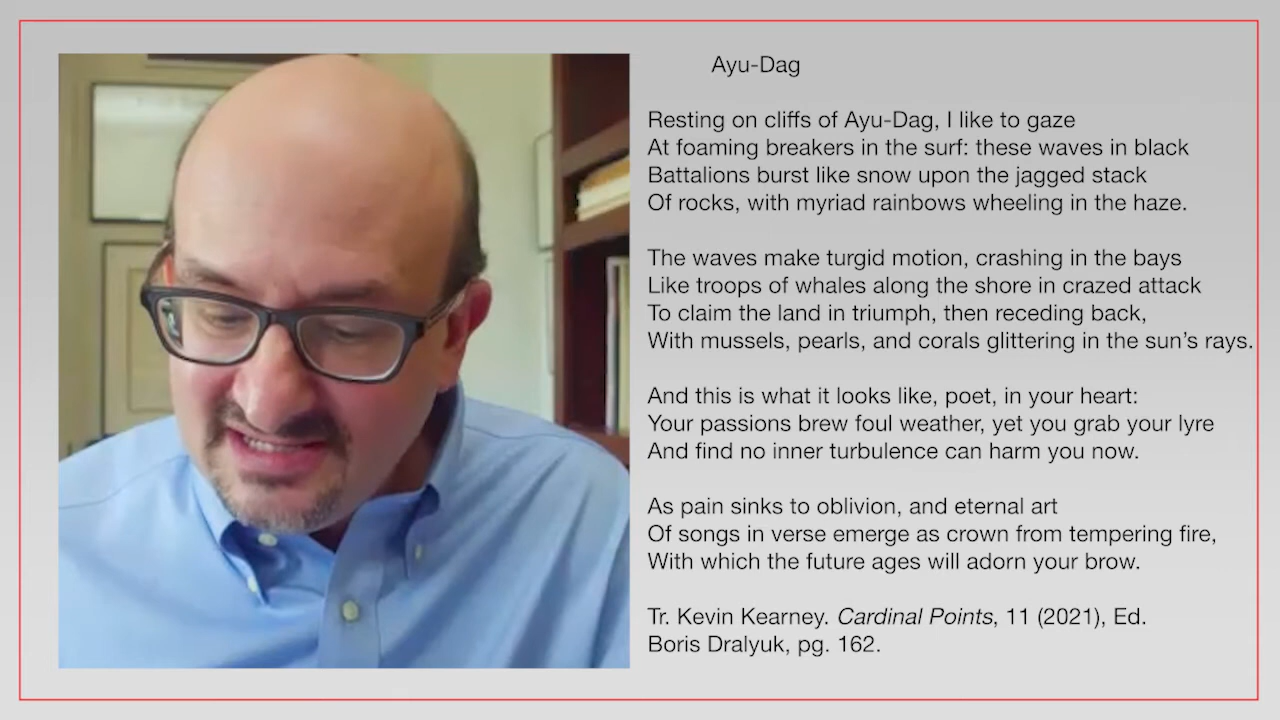 Ayu-Dag
Resting on cliffs of Ayu-Dag, I like to gaze
At foaming breakers in the surf: these waves in black
Battalions burst like snow upon the jagged stack
Of rocks, with myriad rainbows wheeling in the haze.
The waves make turgid motion, crashing in the bays
Like troops of whales along the shore in crazed attack
To claim the land in triumph, then receding back,
With mussels, pearls, and corals glittering in the sun’s rays.
And this is what it looks like, poet, in your heart:
Your passions brew foul weather, yet you grab your lyre
And find no inner turbulence can harm you now.
As pain sinks to oblivion, and eternal art
Of songs in verse emerge as crown from tempering fire,
With which the future ages will adorn your brow.
Tr. Kevin Kearney. Cardinal Points, 11 (2021), Ed.
Boris Dralyuk, pg. 162.